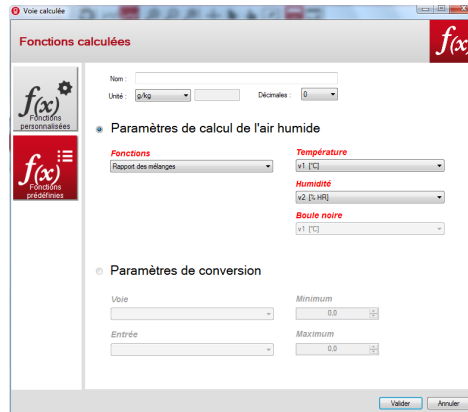 Voie calculée
Fonctions calculées
f(x)
Nom :
Unité : g/kg Décimales : 0
f(x)
Fonctions
personnalisées
Paramètres de calcul de l'air humide
Fonctions Température
Rapport des mélanges v1 [°C]
f(x)
Fonctions
prédéfinies
Humidité
v2 [% HR]
Boule noire
v1 [°C]
Paramètres de conversion
Voie Minimum
0,0
Entrée Maximum
0,0
Valider Annuler